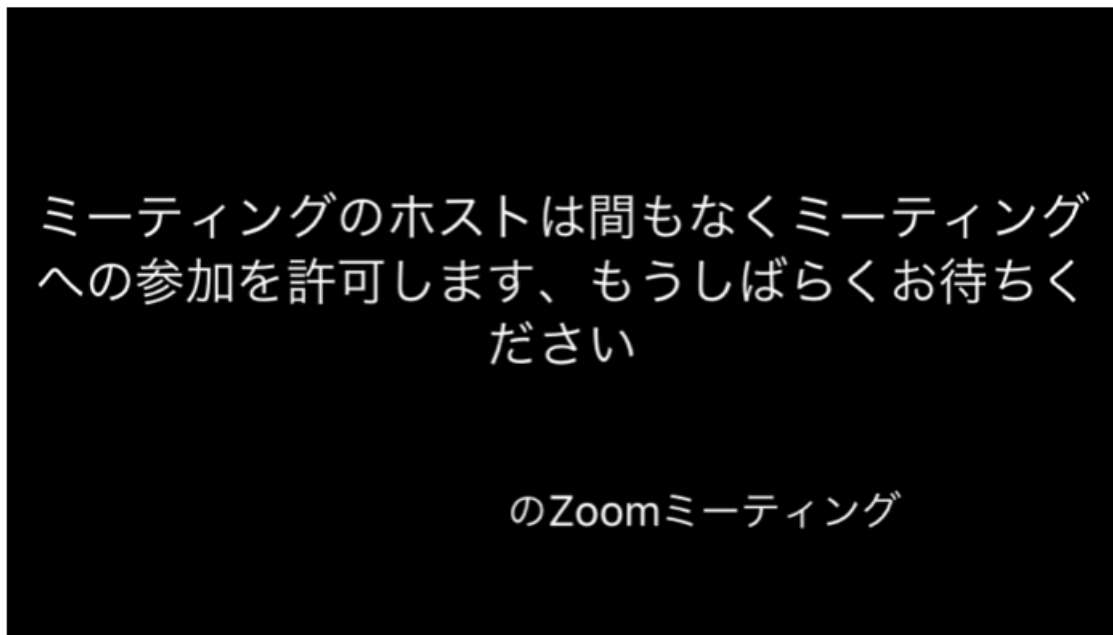 ミーティングのホストは間もなくミーティング
への参加を許可します、もうしばらくお待ちく
ださい
のZoomミーティング